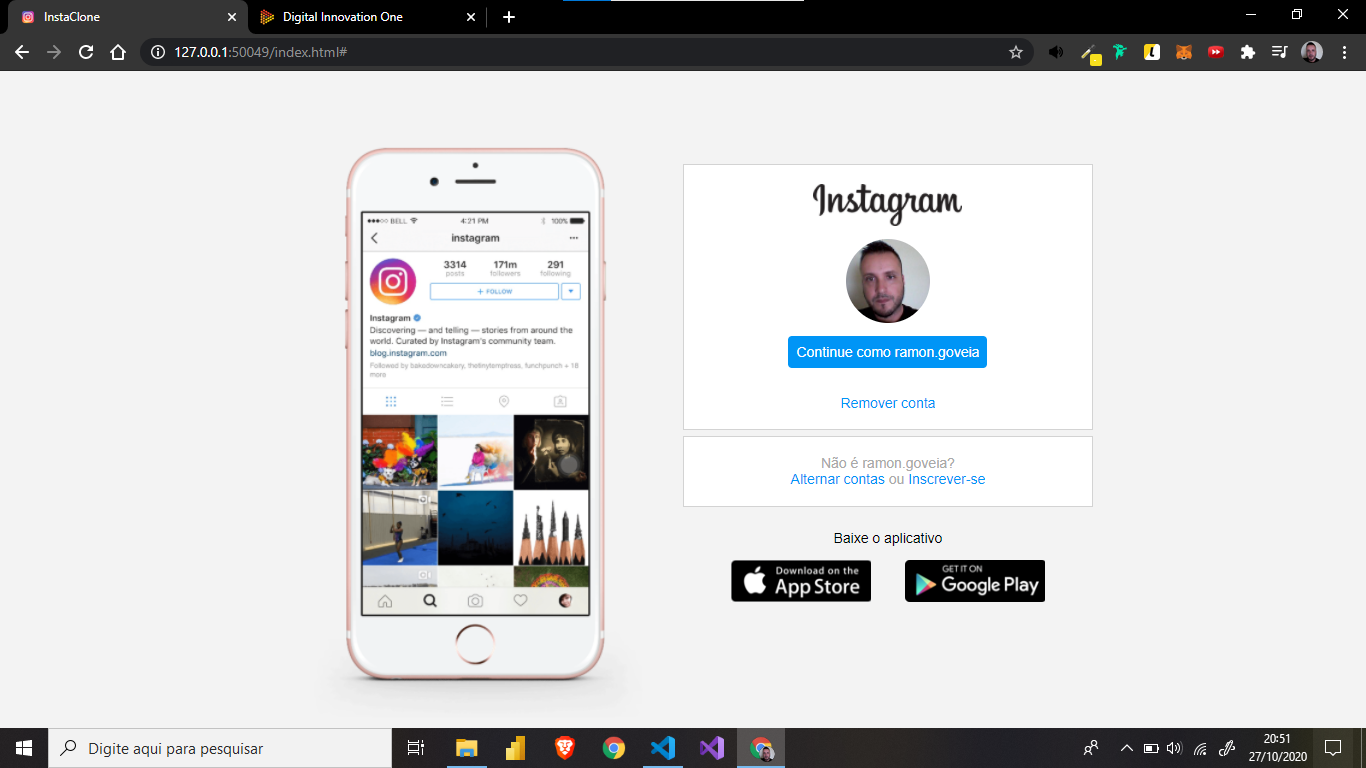 InstaClone
Digital Innovation One
127.0.0.1:50049/index.html#
BELL
4:21 PM
100%
instagram
3314
171m
291
posts
followers
following
+ FOLLOW
Instagram
Discovering — and telling — stories from around the
world. Curated by Instagram's community team.
blog.instagram.com
Followed by bakedowncakery, thetinytemptress, funchpunch + 16
more
Instagram
Continue como ramon.goveia
Remover conta
Não é ramon.goveia?
Alternar contas ou Inscrever-se
Baixe o aplicativo
Download on the
App Store
GET IT ON
Google Play
Digite aqui para pesquisar
20:51
27/10/2020